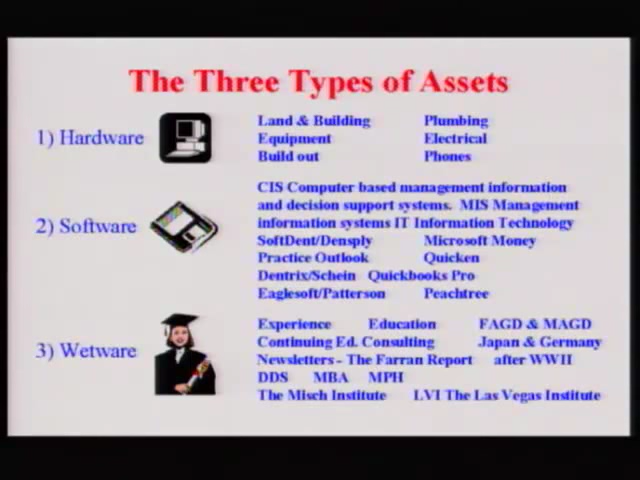 The Three Types of Assets
1) Hardware
Land & Building Plumbing
Equipment Electrical
Build out Phones
2) Software
CIS Computer based management information
and decision support systems. MIS Management
information systems IT Information Technology
SoftDent/Densply Microsoft Money
Practice Outlook Quicken
Dentrix/Schein Quickbooks Pro
Eaglesoft/Patterson Peachtree
3) Wetware
Experience Education FAGD & MAGD
Continuing Ed. Consulting Japan & Germany
Newsletters - The Farran Report after WWII
DDS MBA MPH
The Misch Institute LVI The Las Vegas Institute